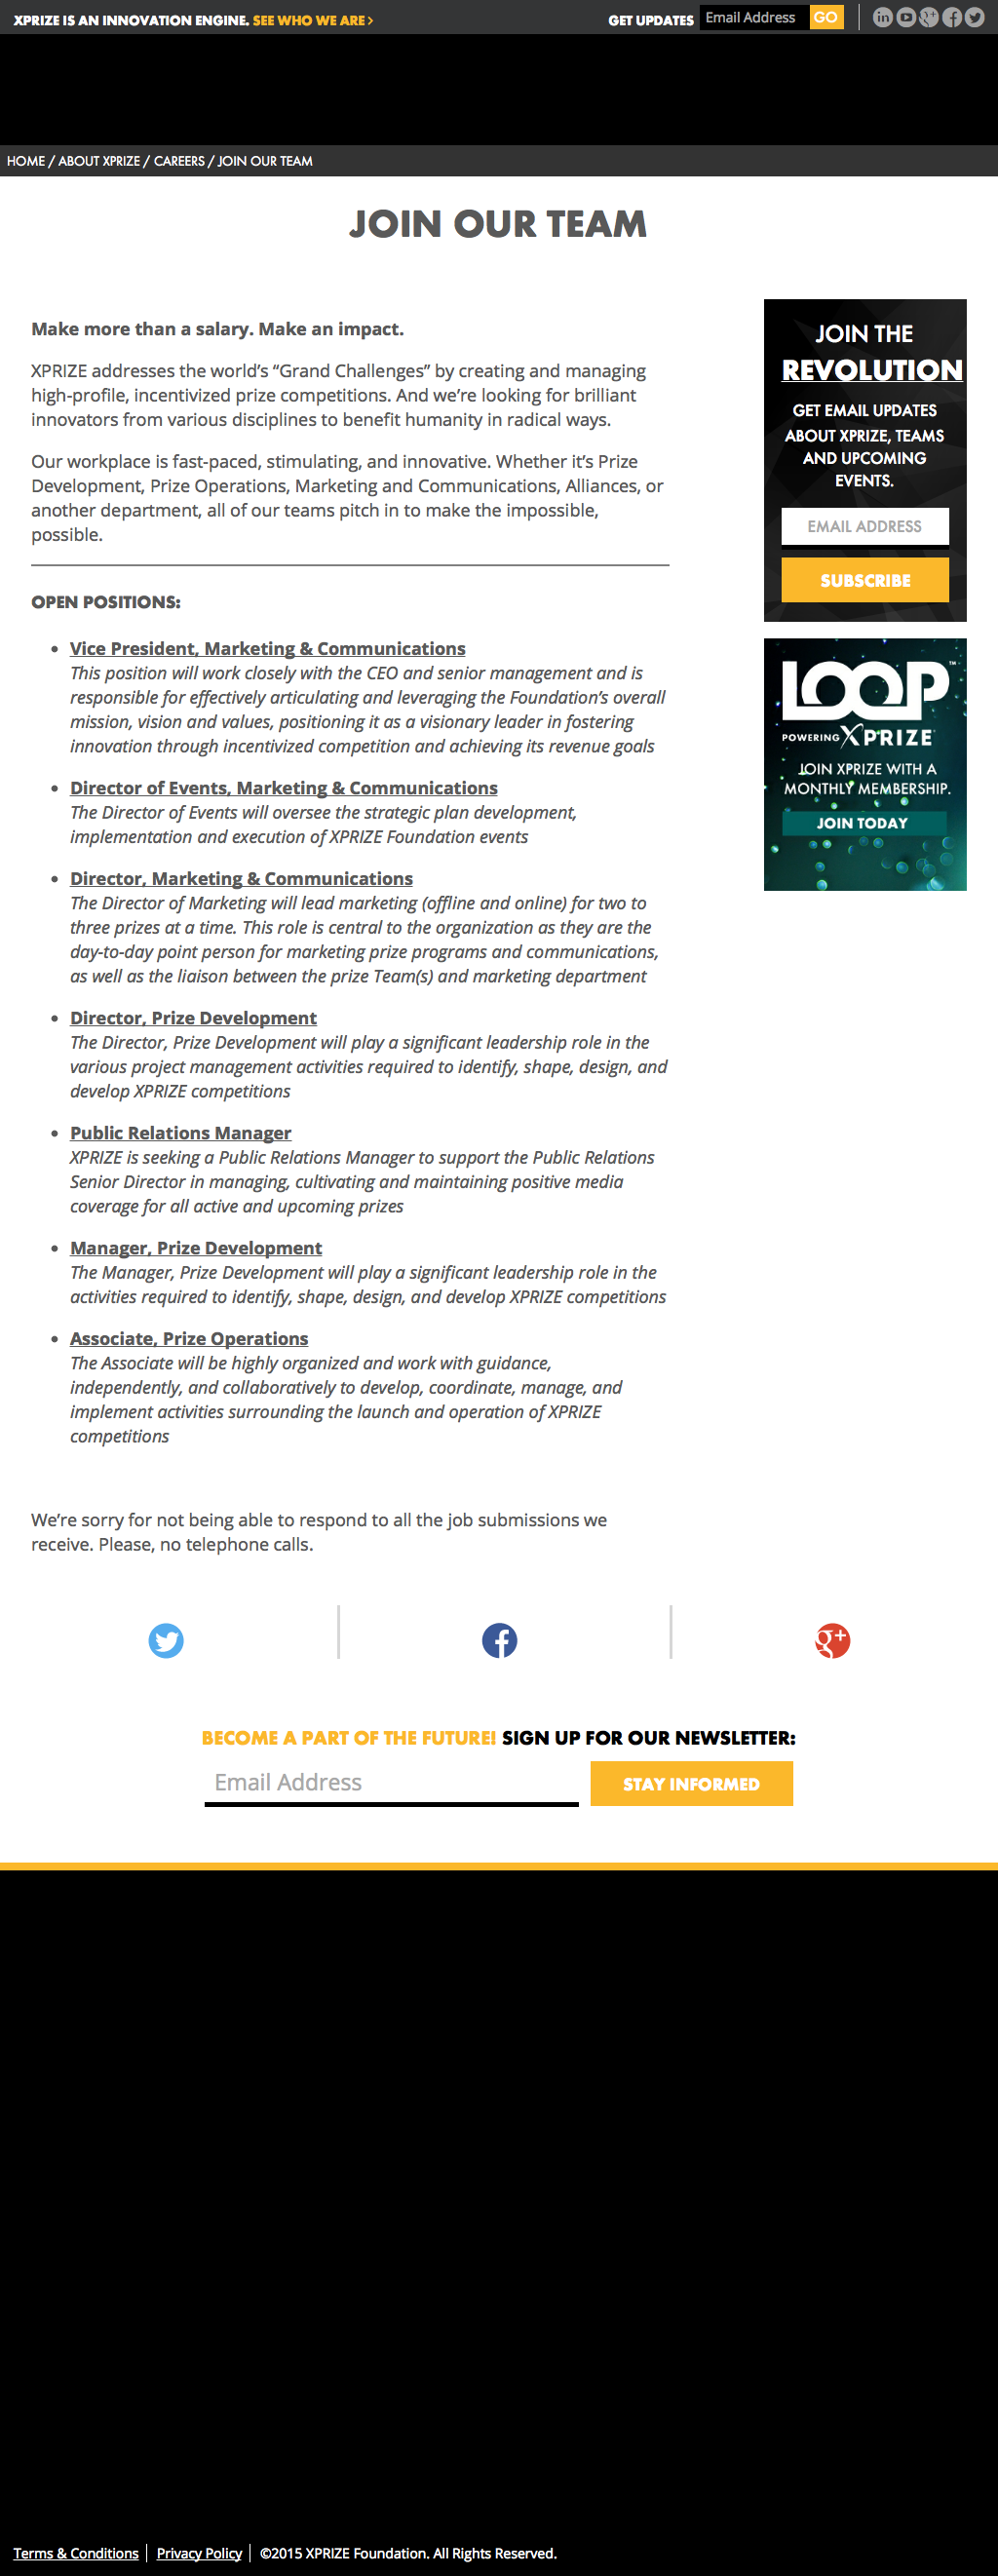 XPRIZE IS AN INNOVATION ENGINE. SEE WHO WE ARE >
GET UPDATES Email Address GO
HOME / ABOUT XPRIZE / CAREERS / JOIN OUR TEAM
JOIN OUR TEAM
Make more than a salary. Make an impact.
XPRIZE addresses the world’s “Grand Challenges” by creating and managing
high-profile, incentivized prize competitions. And we’re looking for brilliant
innovators from various disciplines to benefit humanity in radical ways.
Our workplace is fast-paced, stimulating, and innovative. Whether it’s Prize
Development, Prize Operations, Marketing and Communications, Alliances, or
another department, all of our teams pitch in to make the impossible,
possible.
OPEN POSITIONS:
• Vice President, Marketing & Communications
This position will work closely with the CEO and senior management and is
responsible for effectively articulating and leveraging the Foundation’s overall
mission, vision and values, positioning it as a visionary leader in fostering
innovation through incentivized competition and achieving its revenue goals
• Director of Events, Marketing & Communications
The Director of Events will oversee the strategic plan development,
implementation and execution of XPRIZE Foundation events
• Director, Marketing & Communications
The Director of Marketing will lead marketing (offline and online) for two to
three prizes at a time. This role is central to the organization as they are the
day-to-day point person for marketing prize programs and communications,
as well as the liaison between the prize Team(s) and marketing department
• Director, Prize Development
The Director, Prize Development will play a significant leadership role in the
various project management activities required to identify, shape, design, and
develop XPRIZE competitions
• Public Relations Manager
XPRIZE is seeking a Public Relations Manager to support the Public Relations
Senior Director in managing, cultivating and maintaining positive media
coverage for all active and upcoming prizes
• Manager, Prize Development
The Manager, Prize Development will play a significant leadership role in the
activities required to identify, shape, design, and develop XPRIZE competitions
• Associate, Prize Operations
The Associate will be highly organized and work with guidance,
independently, and collaboratively to develop, coordinate, manage, and
implement activities surrounding the launch and operation of XPRIZE
competitions
We’re sorry for not being able to respond to all the job submissions we
receive. Please, no telephone calls.
JOIN THE
REVOLUTION
GET EMAIL UPDATES
ABOUT XPRIZE, TEAMS
AND UPCOMING
EVENTS.
EMAIL ADDRESS
SUBSCRIBE
LOOP™
POWERING XPRIZE
JOIN XPRIZE WITH A
MONTHLY MEMBERSHIP.
JOIN TODAY
BECOME A PART OF THE FUTURE! SIGN UP FOR OUR NEWSLETTER:
Email Address
STAY INFORMED
Terms & Conditions | Privacy Policy | ©2015 XPRIZE Foundation. All Rights Reserved.